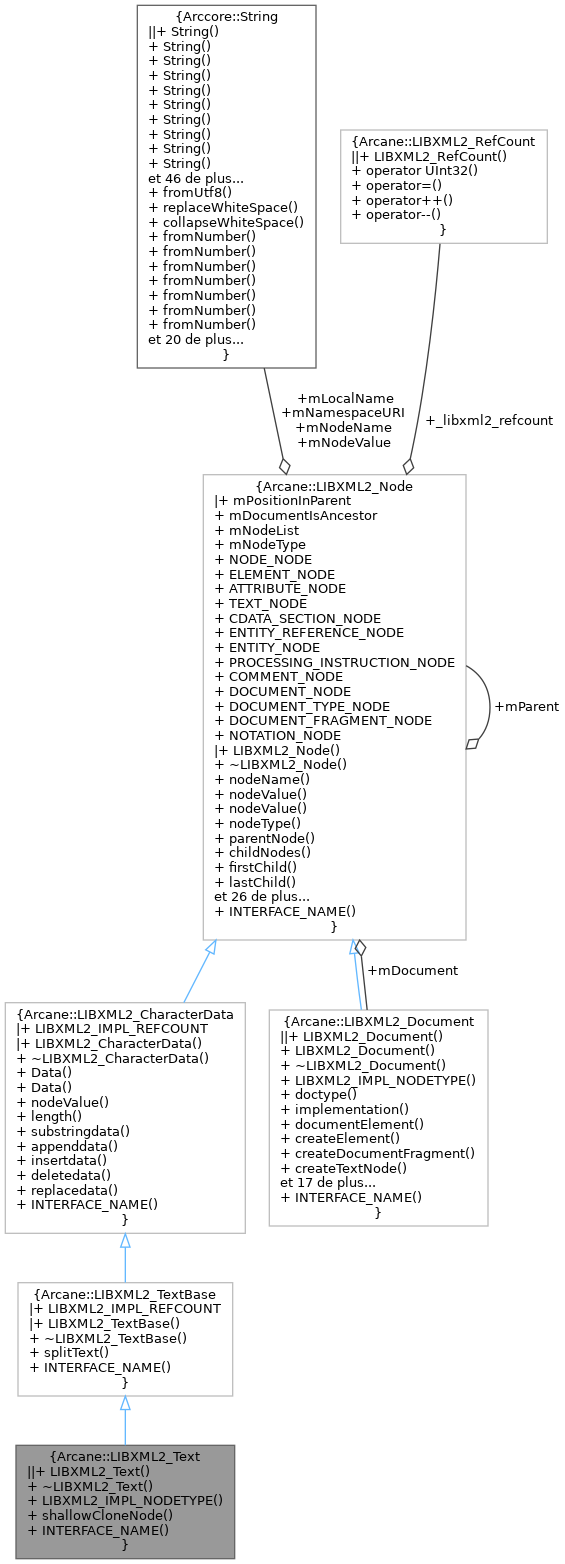 {Arccore::String
||+ String()
+ String()
+ String()
+ String()
+ String()
+ String()
+ String()
+ String()
+ String()
+ String()
et 46 de plus...
+ fromUtf8()
+ replaceWhiteSpace()
+ collapseWhiteSpace()
+ fromNumber()
+ fromNumber()
+ fromNumber()
+ fromNumber()
+ fromNumber()
+ fromNumber()
+ fromNumber()
et 20 de plus...
}
{Arcane::LIBXML2_RefCount
||+ LIBXML2_RefCount()
+ operator UInt32()
+ operator=()
+ operator++()
+ operator--()
}
+mLocalName
+mNamespaceURI
+mNodeName
+mNodeValue
+_libxml2_refcount
{Arcane::LIBXML2_Node
|+ mPositionInParent
+ mDocumentIsAncestor
+ mNodeList
+ mNodeType
+ NODE_NODE
+ ELEMENT_NODE
+ ATTRIBUTE_NODE
+ TEXT_NODE
+ CDATA_SECTION_NODE
+ ENTITY_REFERENCE_NODE
+ ENTITY_NODE
+ PROCESSING_INSTRUCTION_NODE
+ COMMENT_NODE
+ DOCUMENT_NODE
+ DOCUMENT_TYPE_NODE
+ DOCUMENT_FRAGMENT_NODE
+ NOTATION_NODE
|+ LIBXML2_Node()
+ ~LIBXML2_Node()
+ nodeName()
+ nodeValue()
+ nodeValue()
+ nodeType()
+ parentNode()
+ childNodes()
+ firstChild()
+ lastChild()
et 26 de plus...
+ INTERFACE_NAME()
}
+mParent
+mDocument
{Arcane::LIBXML2_CharacterData
|+ LIBXML2_IMPL_REFCOUNT
|+ LIBXML2_CharacterData()
+ ~LIBXML2_CharacterData()
+ Data()
+ Data()
+ nodeValue()
+ length()
+ substringdata()
+ appenddata()
+ insertdata()
+ deletedata()
+ replacedata()
+ INTERFACE_NAME()
}
{Arcane::LIBXML2_Document
||+ LIBXML2_Document()
+ LIBXML2_Document()
+ ~LIBXML2_Document()
+ LIBXML2_IMPL_NODETYPE()
+ doctype()
+ implementation()
+ documentElement()
+ createElement()
+ createDocumentFragment()
+ createTextNode()
et 17 de plus...
+ INTERFACE_NAME()
}
{Arcane::LIBXML2_TextBase
|+ LIBXML2_IMPL_REFCOUNT
|+ LIBXML2_TextBase()
+ ~LIBXML2_TextBase()
+ splitText()
+ INTERFACE_NAME()
}
{Arcane::LIBXML2_Text
||+ LIBXML2_Text()
+ ~LIBXML2_Text()
+ LIBXML2_IMPL_NODETYPE()
+ shallowCloneNode()
+ INTERFACE_NAME()
}